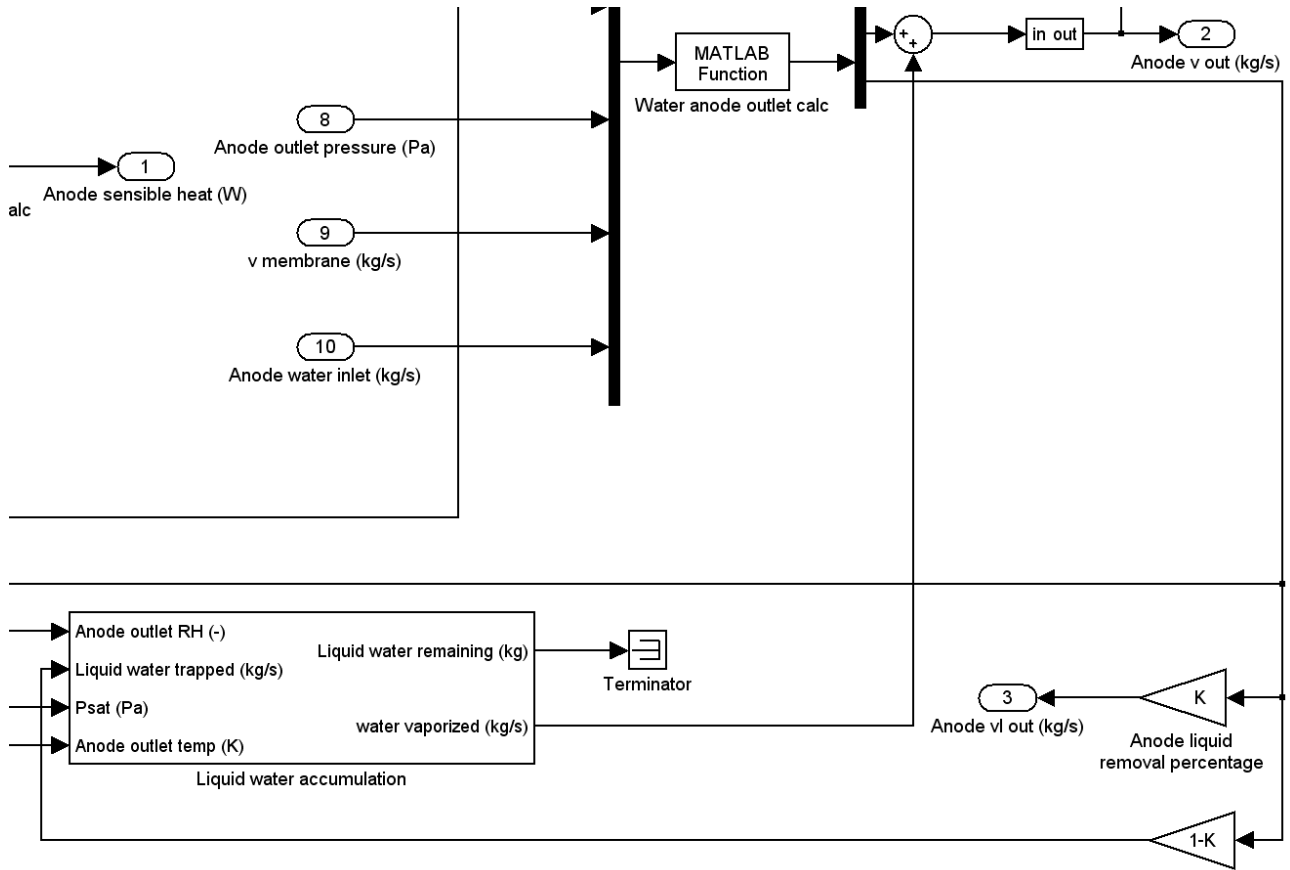 MATLAB
Function
Water anode outlet calc
+
+
in out
2
Anode v out (kg/s)
8
Anode outlet pressure (Pa)
1
Anode sensible heat (W)
alc
9
v membrane (kg/s)
10
Anode water inlet (kg/s)
Anode outlet RH (-)
Liquid water trapped (kg/s)
Psat (Pa)
Anode outlet temp (K)
Liquid water remaining (kg)
water vaporized (kg/s)
Liquid water accumulation
Terminator
3
Anode vl out (kg/s)
K
Anode liquid
removal percentage
1-K